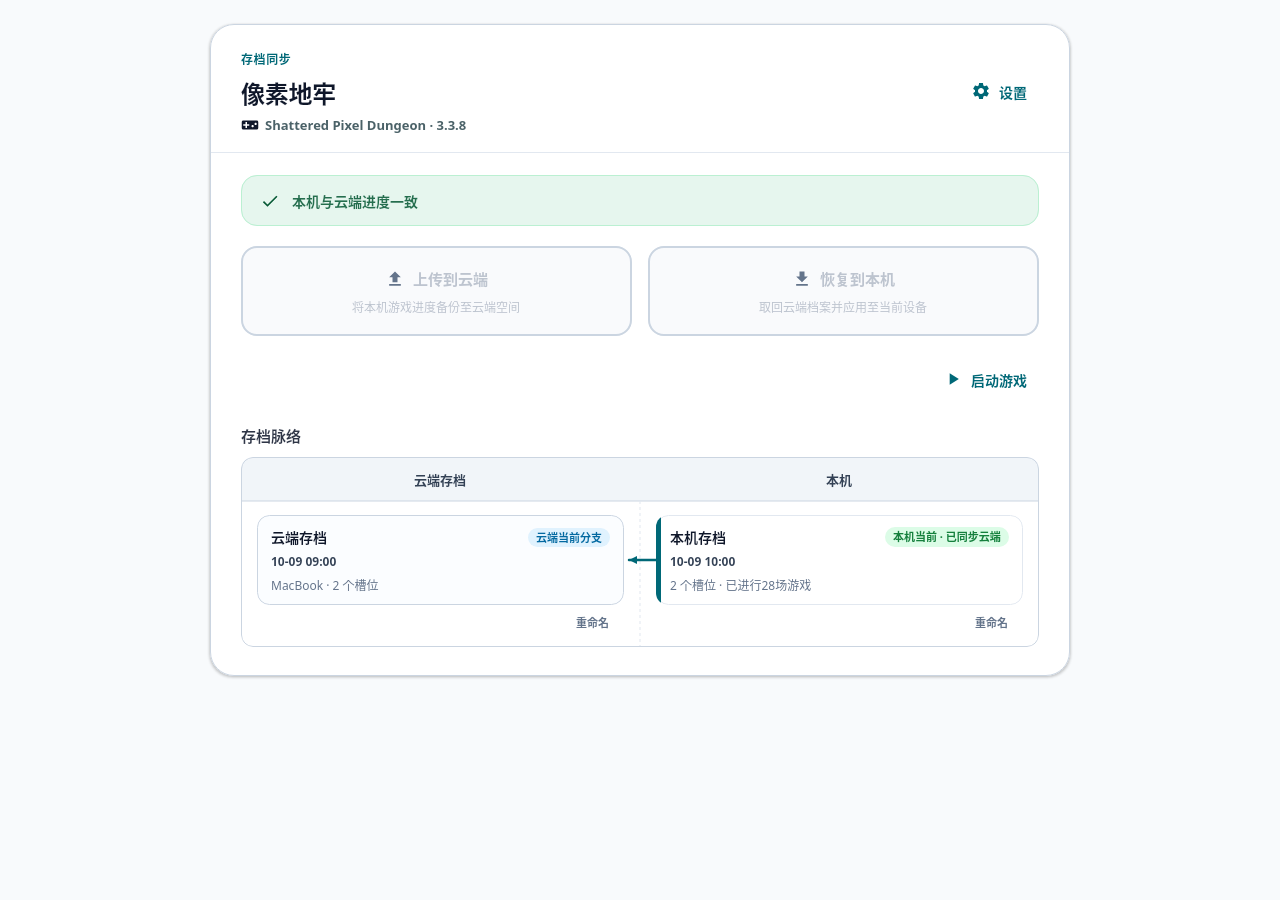 存档同步
像素地牢
设置
Shattered Pixel Dungeon · 3.3.8
本机与云端进度一致
上传到云端
将本机游戏进度备份至云端空间
恢复到本机
取回云端档案并应用至当前设备
启动游戏
存档脉络
云端存档
本机
云端存档
云端当前分支
10-09 09:00
MacBook · 2 个槽位
重命名
本机存档
本机当前 · 已同步云端
10-09 10:00
2 个槽位 · 已进行28场游戏
重命名